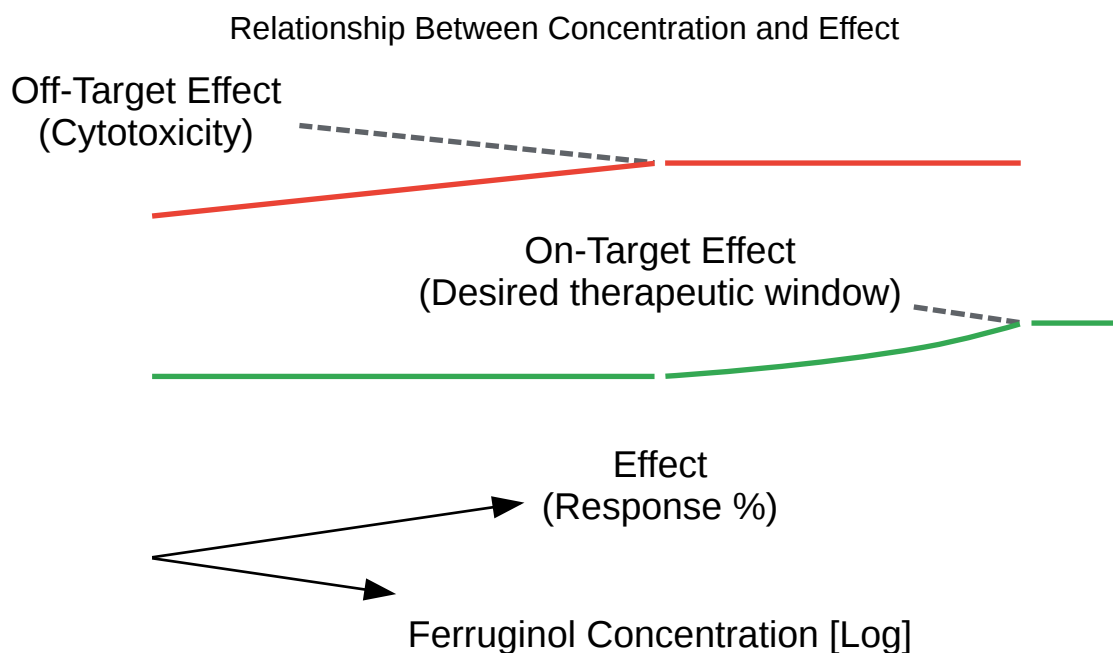 Relationship Between Concentration and Effect
Off-Target Effect
(Cytotoxicity)
On-Target Effect
(Desired therapeutic window)
Effect
(Response %)
Ferruginol Concentration [Log]